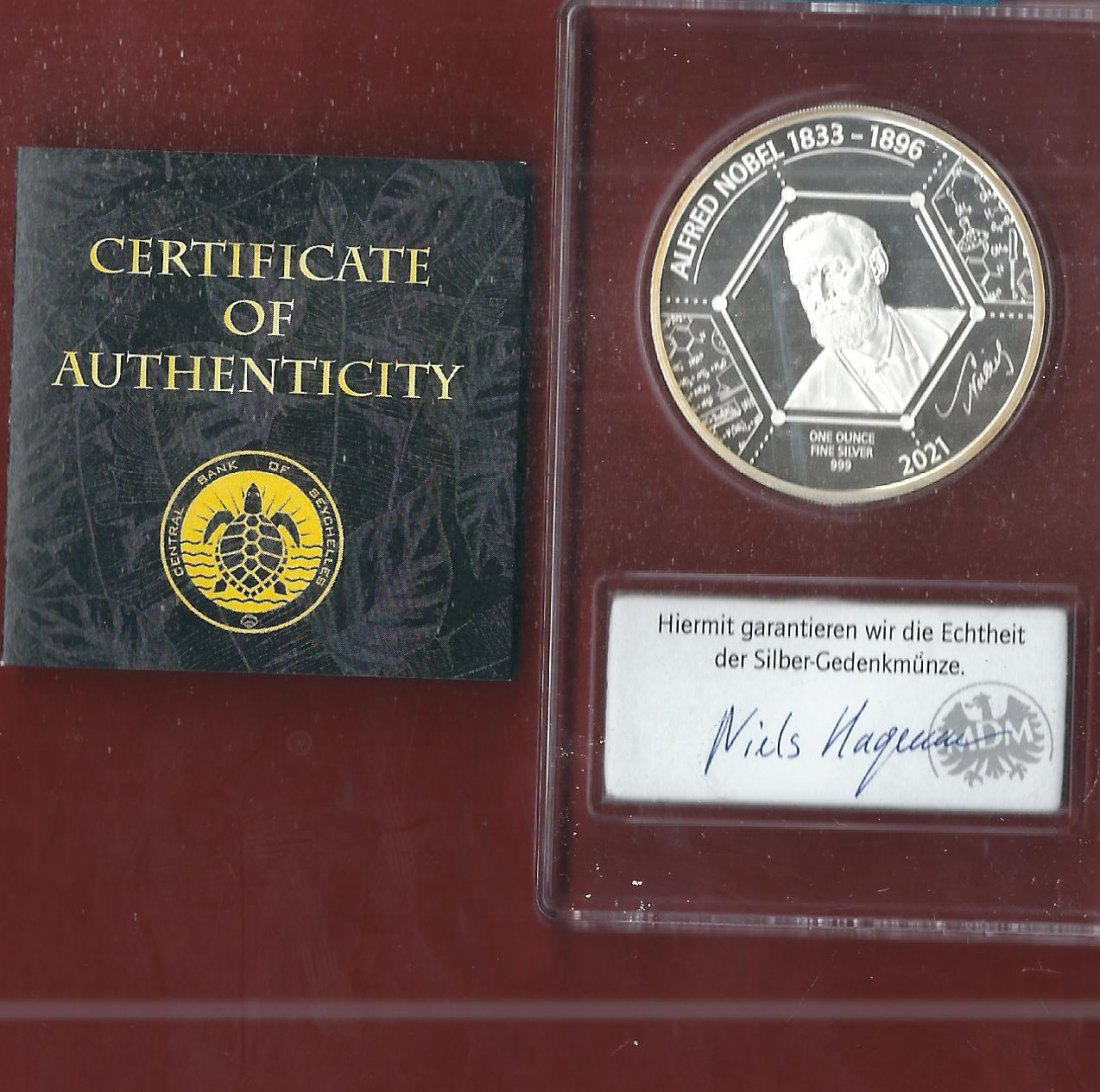 CERTIFICATE
OF
AUTHENTICITY
CENTRAL BANK OF SEYCHELLES
ALFRED NOBEL 1833 - 1896
ONE OUNCE
FINE SILVER
999
2021
Hiermit garantieren wir die Echtheit
der Silber-Gedenkmünze.
Niels
MDM